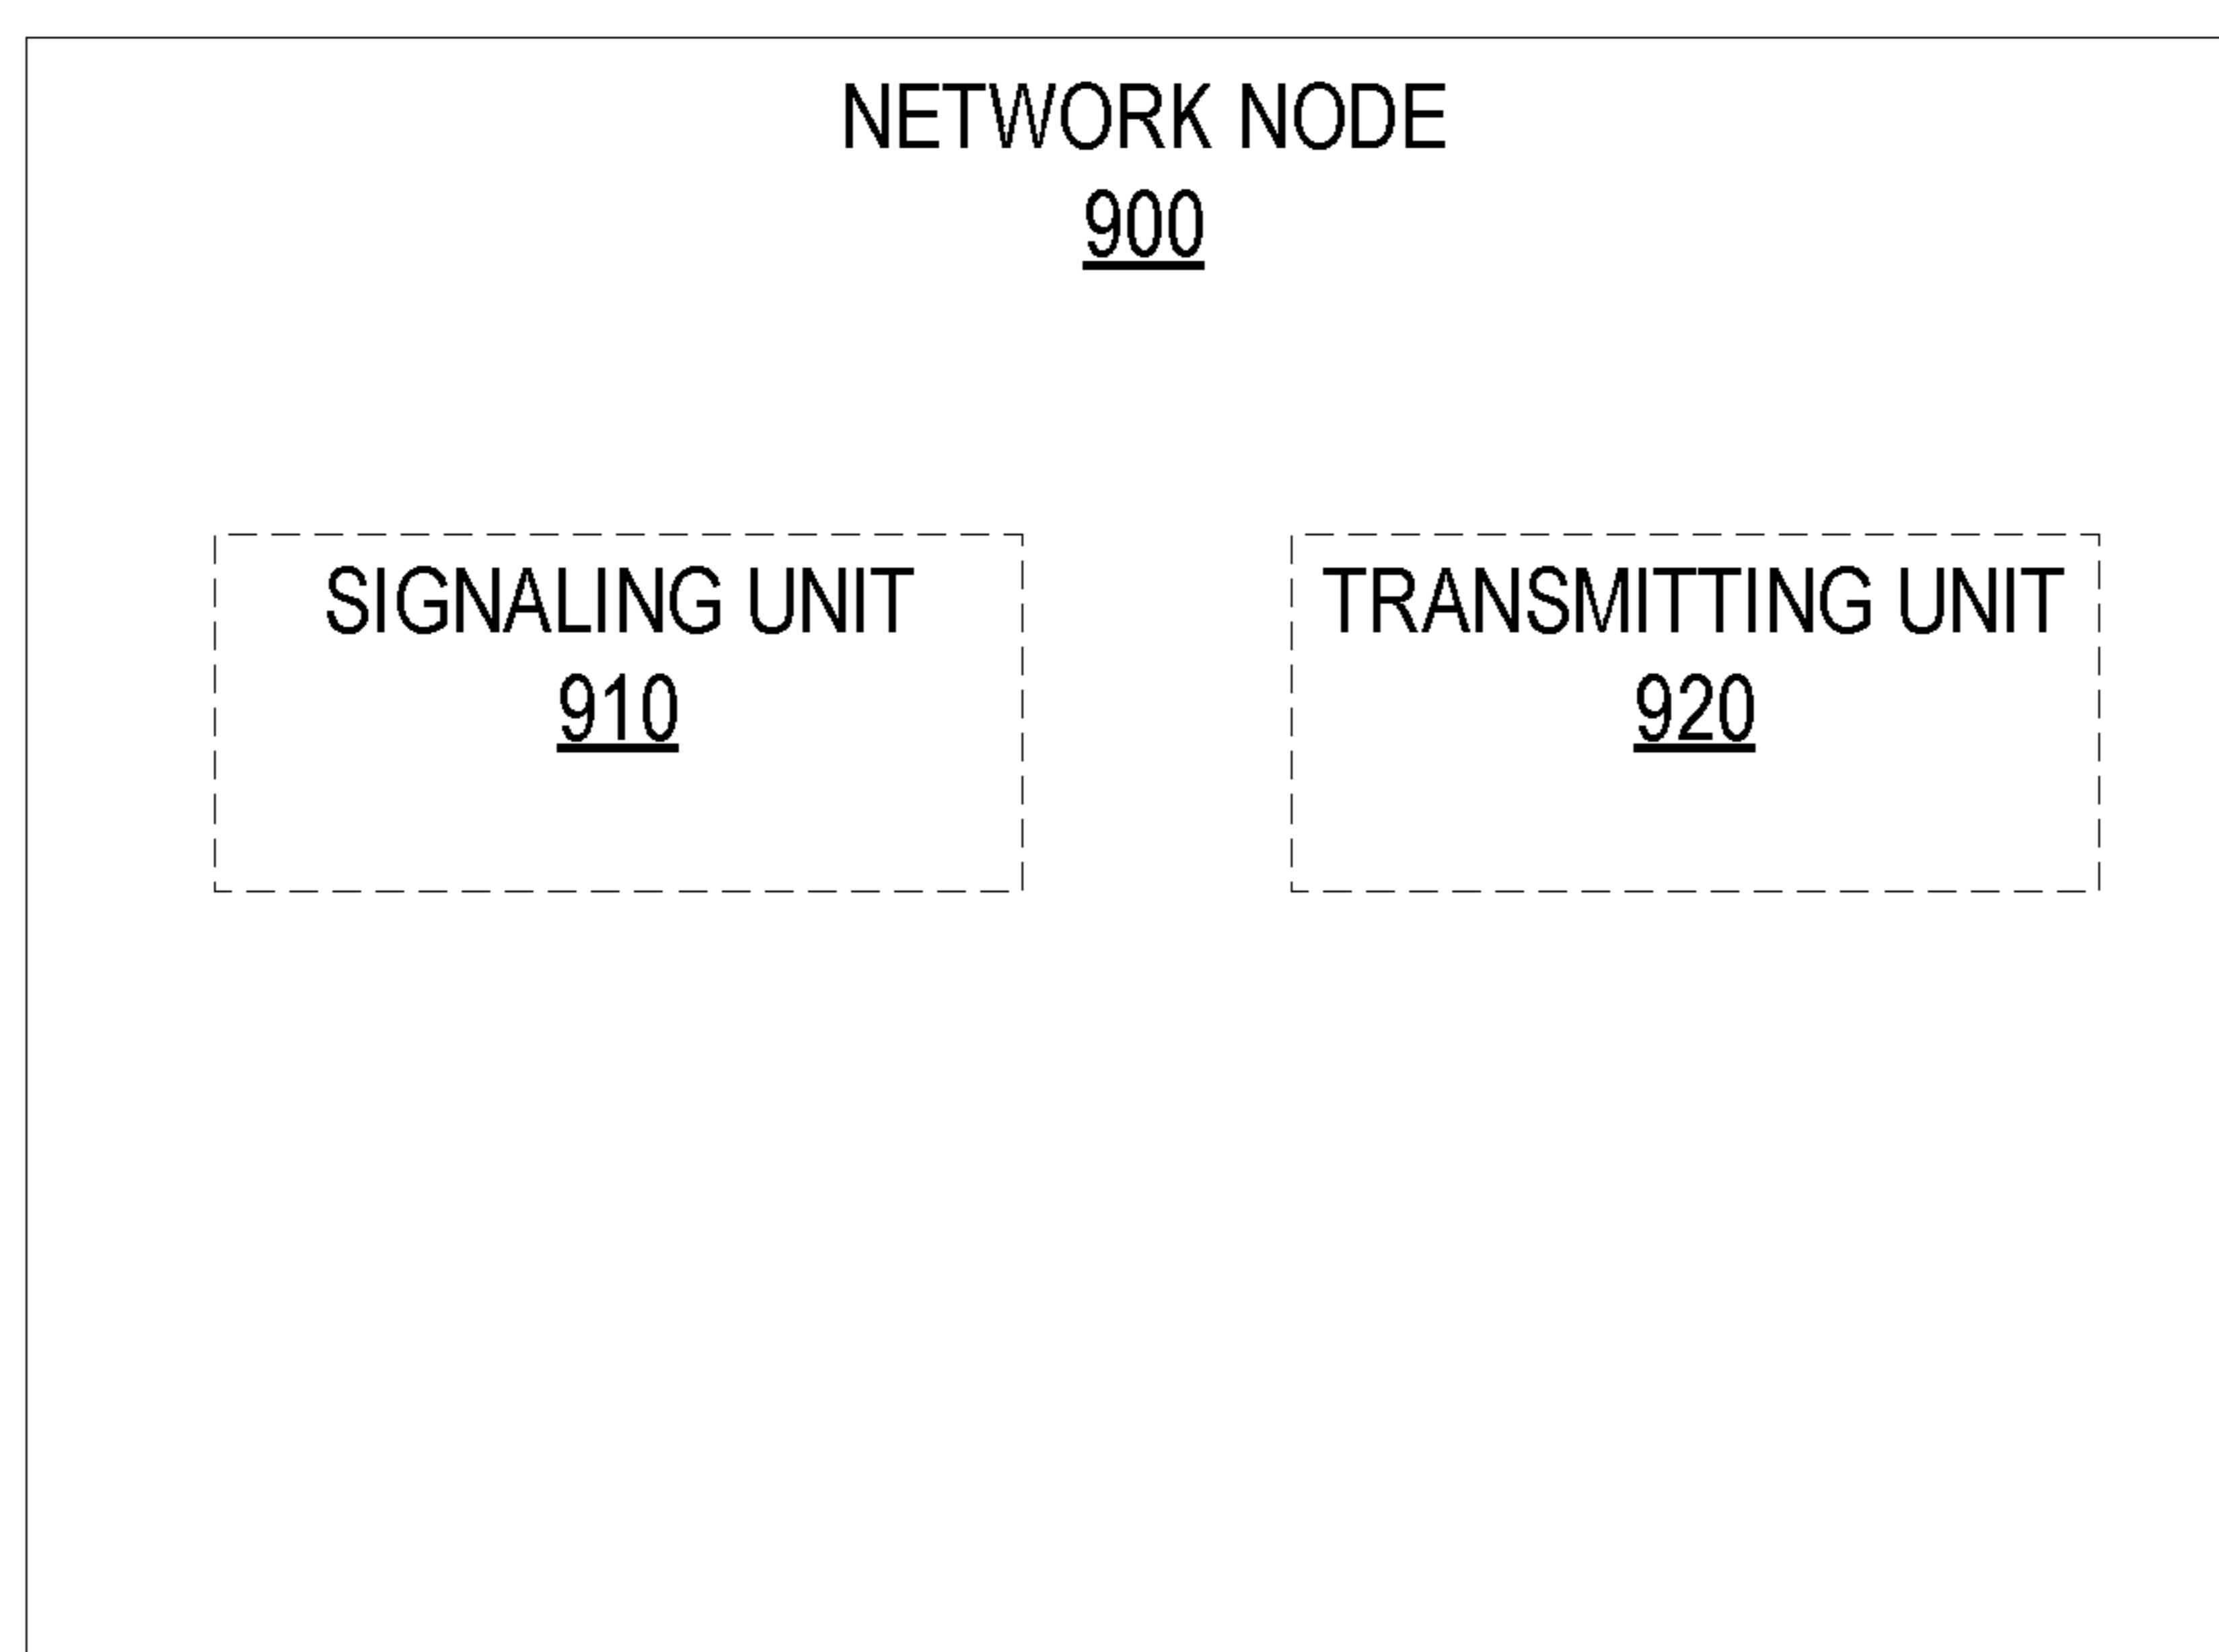 NETWORK NODE
900
SIGNALING UNIT
910
TRANSMITTING UNIT
920